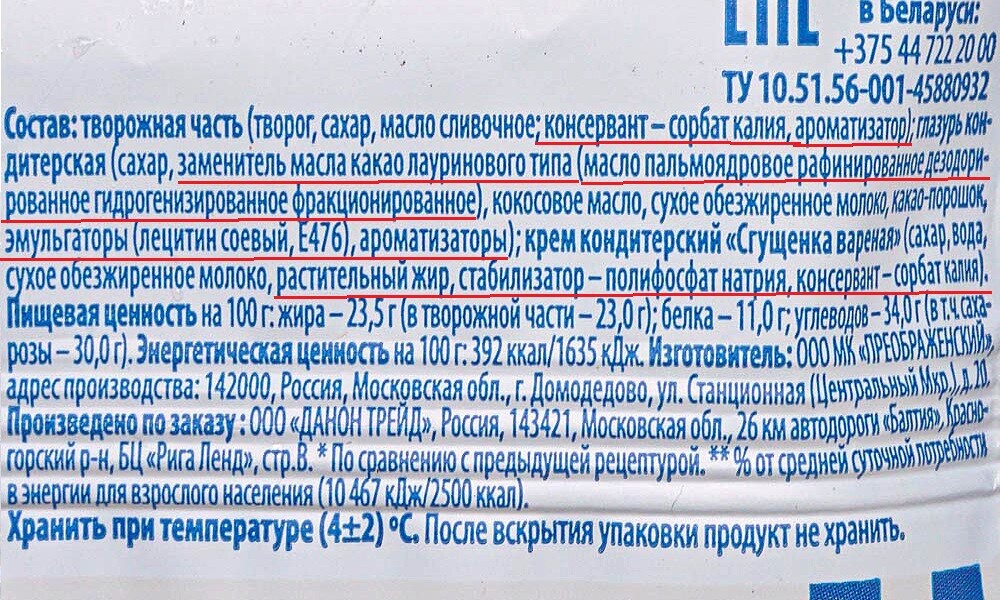 ЕАС
в Беларуси:
+375 44 722 20 00
ТУ 10.51.56-001-45880932
Состав: творожная часть (творог, сахар, масло сливочное; консервант – сорбат калия, ароматизатор); глазурь кон-
дитерская (сахар, заменитель масла какао лауринового типа (масло пальмоядровое рафинированное дезодори-
рованное гидрогенизированное фракционированное), кокосовое масло, сухое обезжиренное молоко, какао-порошок,
эмульгаторы (лецитин соевый, Е476), ароматизаторы); крем кондитерский «Сгущенка вареная» (сахар, вода,
сухое обезжиренное молоко, растительный жир, стабилизатор – полифосфат натрия, консервант – сорбат калия).
Пищевая ценность на 100 г: жира – 23,5 г (в творожной части – 23,0 г); белка – 11,0 г; углеводов – 34,0 г (в т.ч. саха-
розы – 30,0 г). Энергетическая ценность на 100 г: 392 ккал/1635 кДж. Изготовитель: ООО МК «ПРЕОБРАЖЕНСКИЙ»,
адрес производства: 142000, Россия, Московская обл., г. Домодедово, ул. Станционная (Центральный Мкр.), д. 20,
Произведено по заказу : ООО «ДАНОН ТРЕЙД», Россия, 143421, Московская обл., 26 км автодороги «Балтия», Красно-
горский р-н, БЦ «Рига Ленд», стр.В. * По сравнению с предыдущей рецептурой. ** % от средней суточной потребности
в энергии для взрослого населения (10 467 кДж/2500 ккал).
Хранить при температуре (4±2) °С. После вскрытия упаковки продукт не хранить.